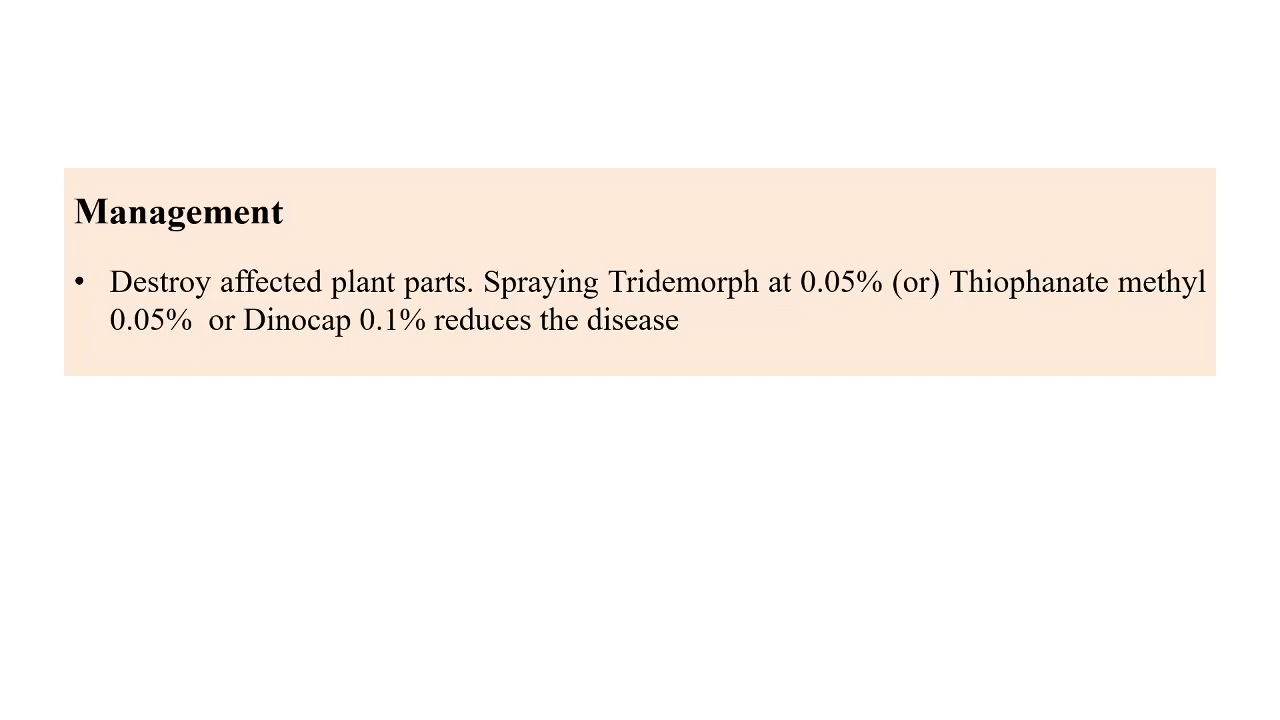 Management
• Destroy affected plant parts. Spraying Tridemorph at 0.05% (or) Thiophanate methyl
0.05%  or Dinocap 0.1% reduces the disease